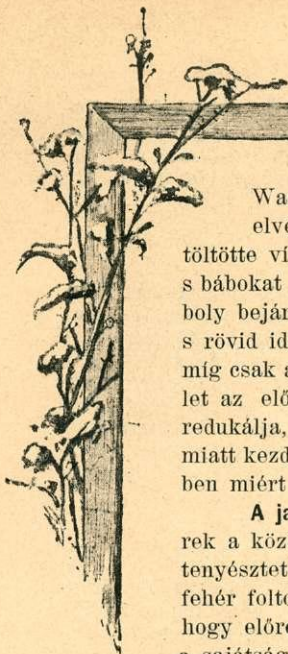 Wa
elve
töltötte ví
s bábokat
boly bejár
s rövid id
míg csak a
let az elő
redukálja,
miatt kezd
ben miért
A ja
rek a köz
tenyésztet
fehér folto
hogy előre